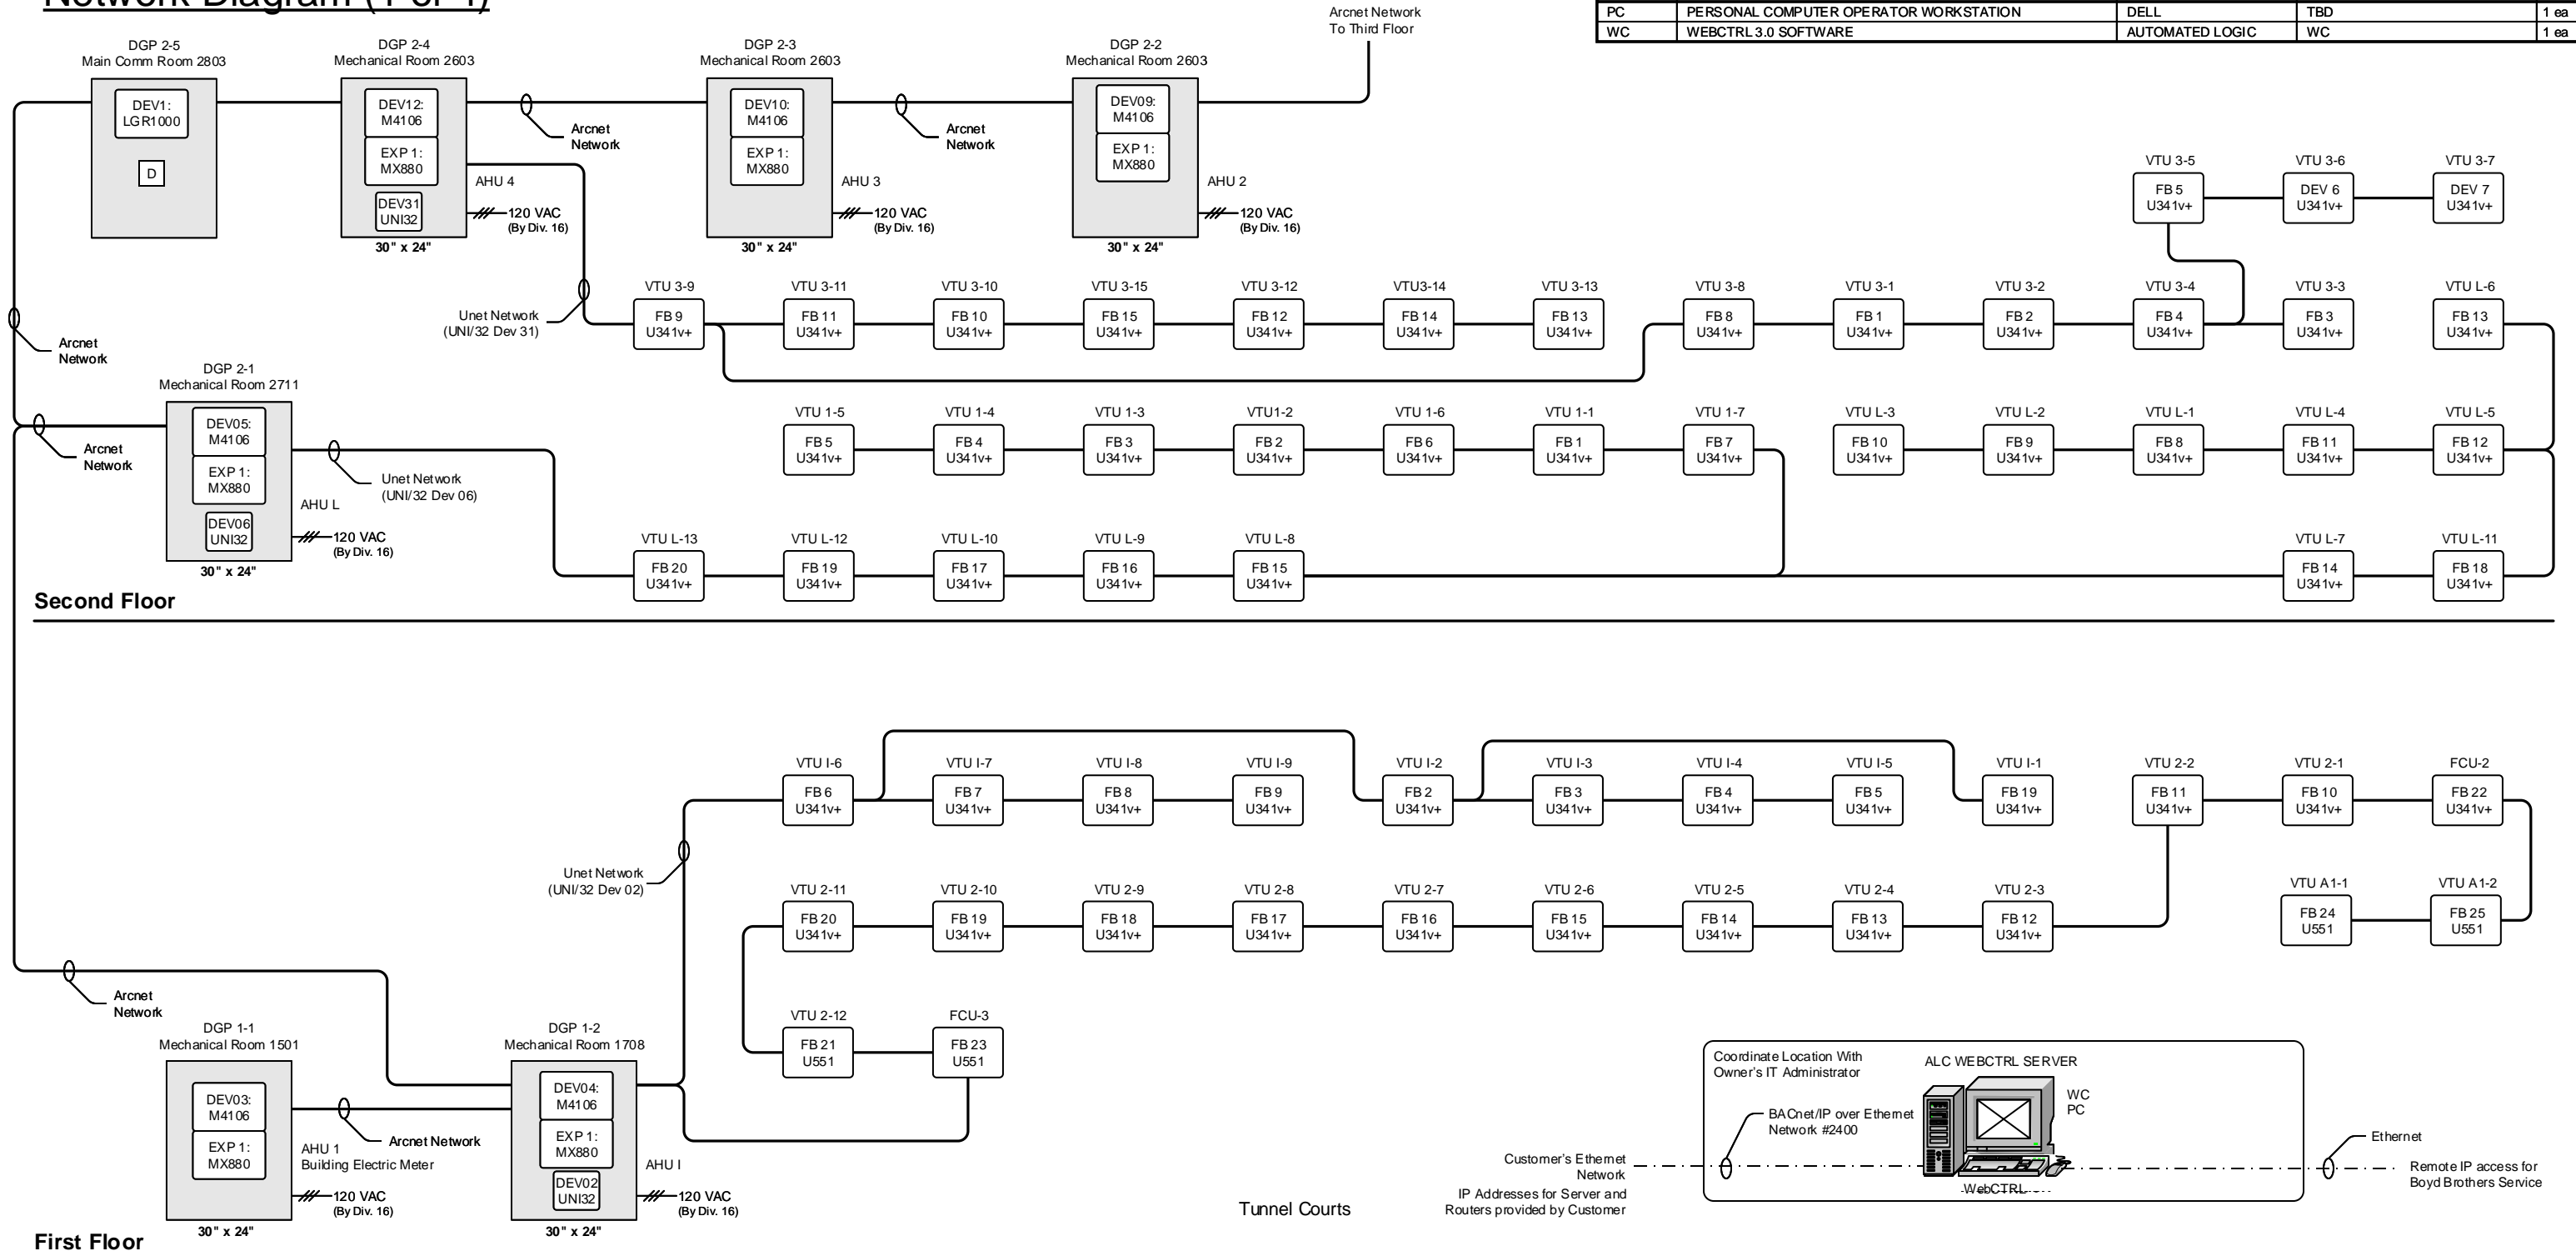 Network Diagram (1 of 4)
PC PERSONAL COMPUTER OPERATOR WORKSTATION DELL TBD 1 ea
WC WEBCTRL 3.0 SOFTWARE AUTOMATED LOGIC WC 1 ea
Arcnet Network
To Third Floor
DGP 2-5
Main Comm Room 2803
DEV1:
LGR1000
D
DGP 2-4
Mechanical Room 2603
DEV12:
M4106
EXP 1:
MX880
DEV31
UNI32
AHU 4
120 VAC
(By Div. 16)
30" x 24"
Arcnet
Network
DGP 2-3
Mechanical Room 2603
DEV10:
M4106
EXP 1:
MX880
AHU 3
120 VAC
(By Div. 16)
30" x 24"
Arcnet
Network
DGP 2-2
Mechanical Room 2603
DEV09:
M4106
EXP 1:
MX880
AHU 2
120 VAC
(By Div. 16)
30" x 24"
VTU 3-5
FB 5
U341v+
VTU 3-6
DEV 6
U341v+
VTU 3-7
DEV 7
U341v+
Unet Network
(UNI/32 Dev 31)
VTU 3-9
FB 9
U341v+
VTU 3-11
FB 11
U341v+
VTU 3-10
FB 10
U341v+
VTU 3-15
FB 15
U341v+
VTU 3-12
FB 12
U341v+
VTU3-14
FB 14
U341v+
VTU 3-13
FB 13
U341v+
VTU 3-8
FB 8
U341v+
VTU 3-1
FB 1
U341v+
VTU 3-2
FB 2
U341v+
VTU 3-4
FB 4
U341v+
VTU 3-3
FB 3
U341v+
VTU L-6
FB 13
U341v+
Arcnet
Network
Arcnet
Network
DGP 2-1
Mechanical Room 2711
DEV05:
M4106
EXP 1:
MX880
DEV06
UNI32
AHU L
120 VAC
(By Div. 16)
30" x 24"
Unet Network
(UNI/32 Dev 06)
VTU 1-5
FB 5
U341v+
VTU 1-4
FB 4
U341v+
VTU 1-3
FB 3
U341v+
VTU1-2
FB 2
U341v+
VTU 1-6
FB 6
U341v+
VTU 1-1
FB 1
U341v+
VTU 1-7
FB 7
U341v+
VTU L-3
FB 10
U341v+
VTU L-2
FB 9
U341v+
VTU L-1
FB 8
U341v+
VTU L-4
FB 11
U341v+
VTU L-5
FB 12
U341v+
VTU L-13
FB 20
U341v+
VTU L-12
FB 19
U341v+
VTU L-10
FB 17
U341v+
VTU L-9
FB 16
U341v+
VTU L-8
FB 15
U341v+
VTU L-7
FB 14
U341v+
VTU L-11
FB 18
U341v+
Second Floor
VTU I-6
FB 6
U341v+
VTU I-7
FB 7
U341v+
VTU I-8
FB 8
U341v+
VTU I-9
FB 9
U341v+
VTU I-2
FB 2
U341v+
VTU I-3
FB 3
U341v+
VTU I-4
FB 4
U341v+
VTU I-5
FB 5
U341v+
VTU I-1
FB 19
U341v+
VTU 2-2
FB 11
U341v+
VTU 2-1
FB 10
U341v+
FCU-2
FB 22
U341v+
Unet Network
(UNI/32 Dev 02)
VTU 2-11
FB 20
U341v+
VTU 2-10
FB 19
U341v+
VTU 2-9
FB 18
U341v+
VTU 2-8
FB 17
U341v+
VTU 2-7
FB 16
U341v+
VTU 2-6
FB 15
U341v+
VTU 2-5
FB 14
U341v+
VTU 2-4
FB 13
U341v+
VTU 2-3
FB 12
U341v+
VTU A1-1
FB 24
U551
VTU A1-2
FB 25
U551
VTU 2-12
FB 21
U551
FCU-3
FB 23
U551
Arcnet
Network
DGP 1-1
Mechanical Room 1501
DEV03:
M4106
EXP 1:
MX880
AHU 1
Building Electric Meter
120 VAC
(By Div. 16)
30" x 24"
Arcnet Network
DGP 1-2
Mechanical Room 1708
DEV04:
M4106
EXP 1:
MX880
DEV02
UNI32
AHU I
120 VAC
(By Div. 16)
30" x 24"
First Floor
Tunnel Courts
Coordinate Location With
Owner's IT Administrator
ALC WEBCTRL SERVER
WC
PC
BACnet/IP over Ethernet
Network #2400
WebCTRL
Customer's Ethernet
Network
IP Addresses for Server and
Routers provided by Customer
Ethernet
Remote IP access for
Boyd Brothers Service